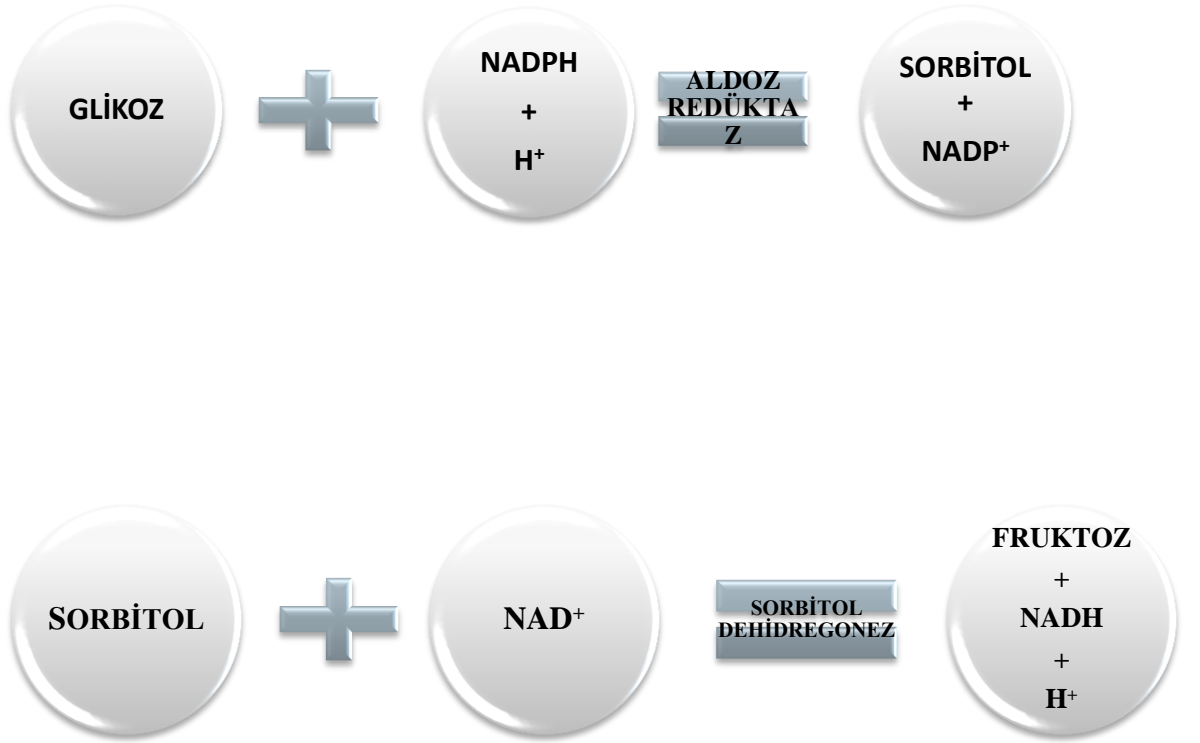 GLİKOZ
NADPH
+
H⁺
ALDOZ
REDÜKTA
Z
SORBİTOL
+
NADP⁺
SORBİTOL
NAD⁺
SORBİTOL
DEHİDREGONEZ
FRUKTOZ
+
NADH
+
H⁺